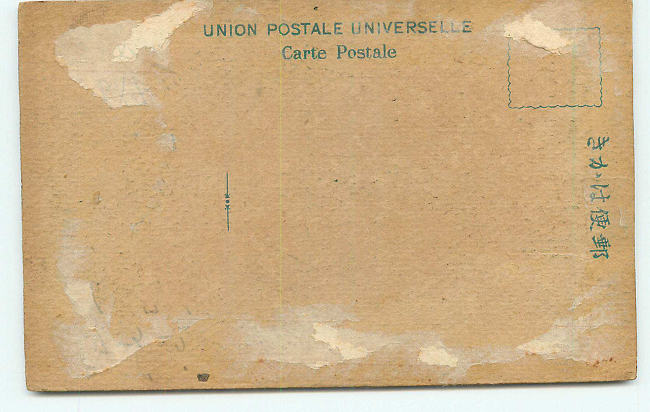 UNION POSTALE UNIVERSELLE
Carte Postale
きかは便郵